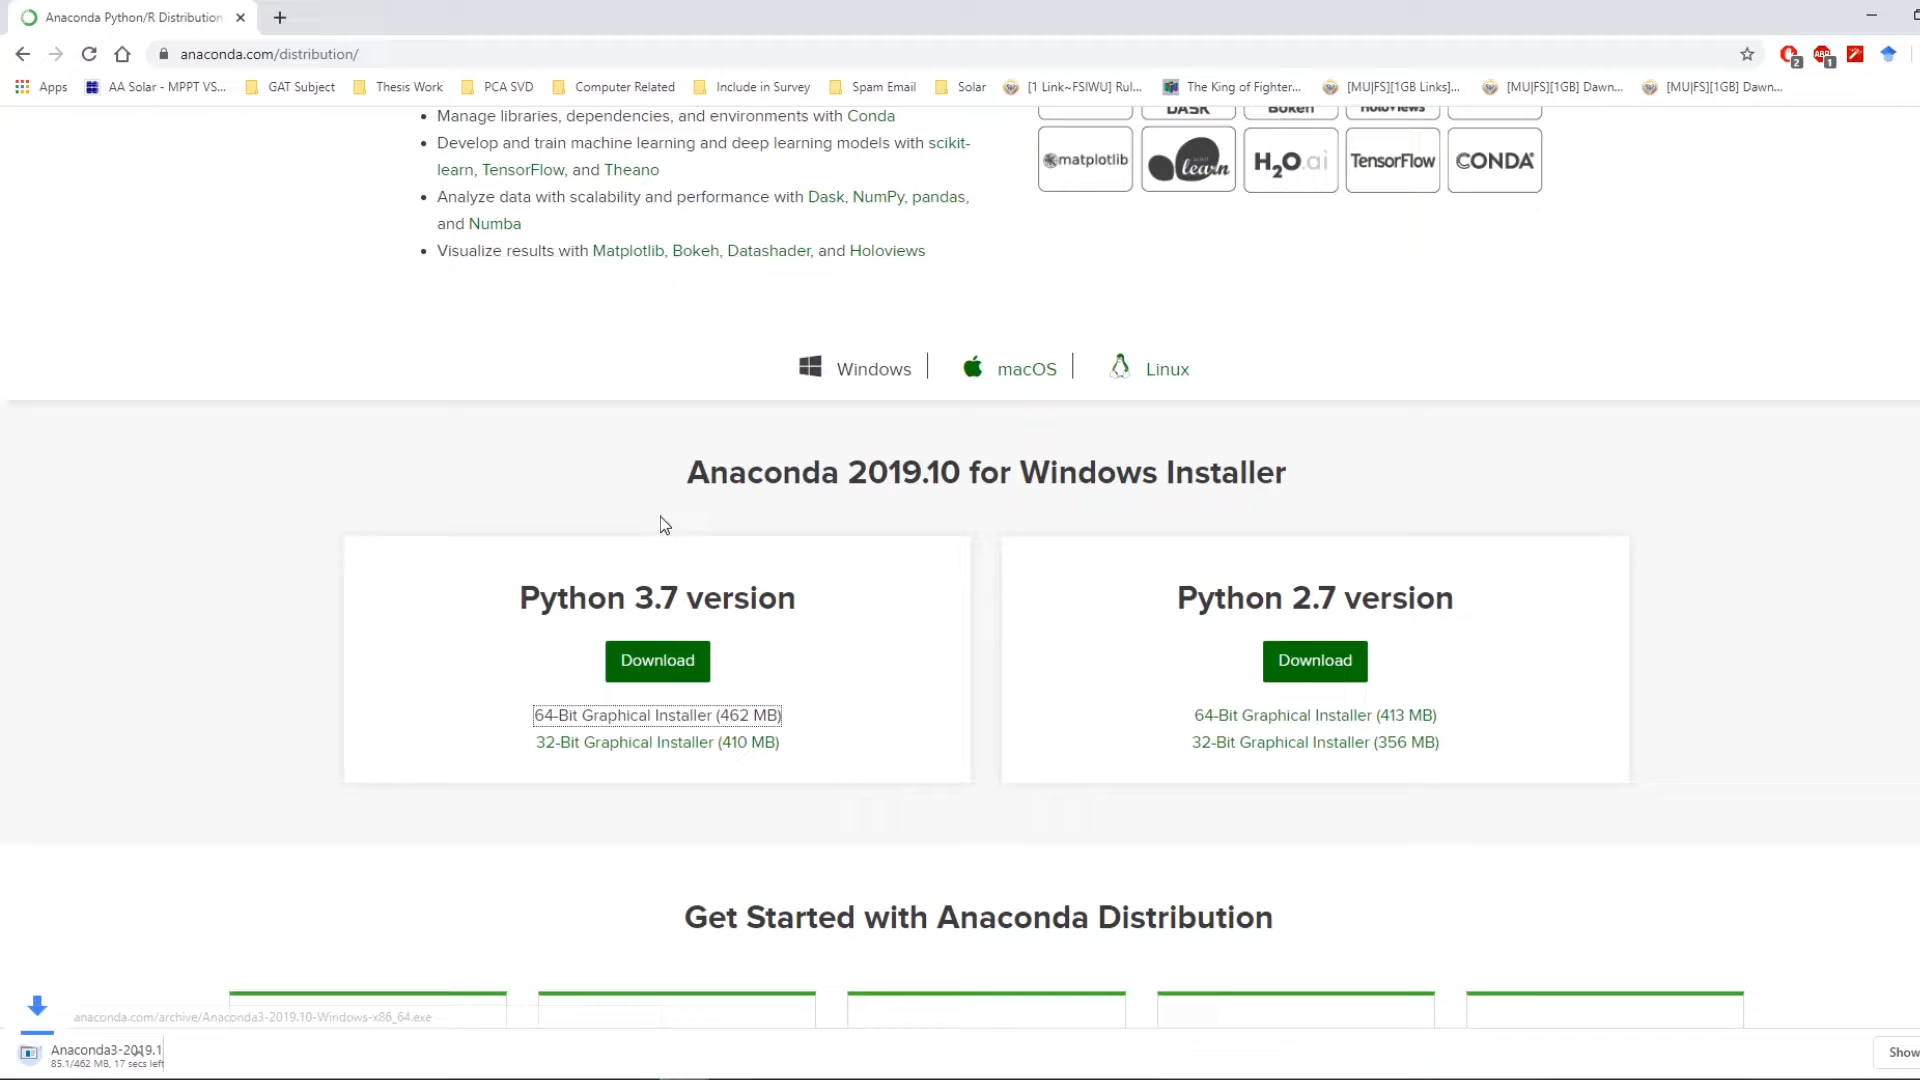 Anaconda Python/R Distribution
anaconda.com/distribution/
2
ABP
1
Apps
AA Solar - MPPT VS...
GAT Subject
Thesis Work
PCA SVD
Computer Related
Include in Survey
Spam Email
Solar
[1 Link~FSIWU] Rul...
The King of Fighter...
[MU|FS][1GB Links]...
[MU|FS][1GB] Dawn...
[MU|FS][1GB] Dawn...
• Manage libraries, dependencies, and environments with Conda
• Develop and train machine learning and deep learning models with scikit-
learn, TensorFlow, and Theano
• Analyze data with scalability and performance with Dask, NumPy, pandas,
and Numba
• Visualize results with Matplotlib, Bokeh, Datashader, and Holoviews
DASK
Bokeh
HoloViews
matplotlib
learn
H2O.ai
TensorFlow
CONDA
Windows
macOS
Linux
Anaconda 2019.10 for Windows Installer
Python 3.7 version
Download
64-Bit Graphical Installer (462 MB)
32-Bit Graphical Installer (410 MB)
Python 2.7 version
Download
64-Bit Graphical Installer (413 MB)
32-Bit Graphical Installer (356 MB)
Get Started with Anaconda Distribution
anaconda.com/archive/Anaconda3-2019.10-Windows-x86_64.exe
Anaconda3-2019.1
85.1/462 MB, 17 secs left
Show